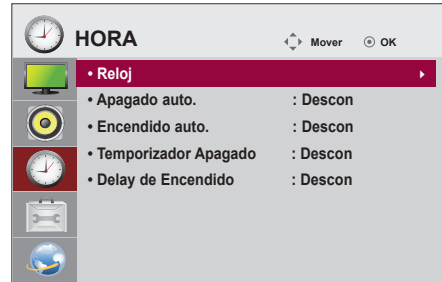 HORA Mover OK
• Reloj
• Apagado auto. : Descon
• Encendido auto. : Descon
• Temporizador Apagado : Descon
• Delay de Encendido : Descon